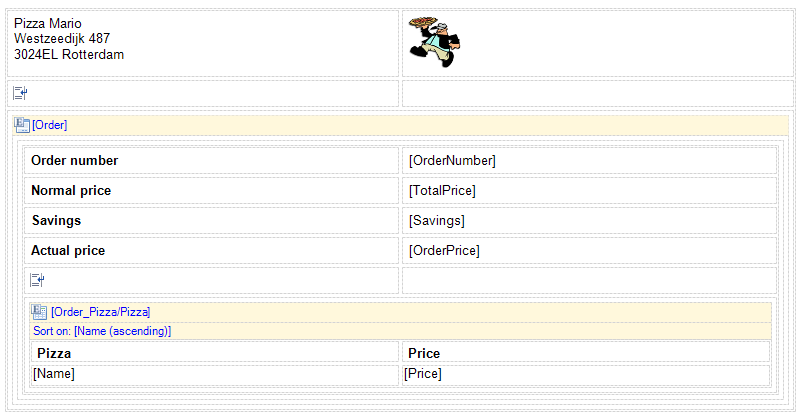 Pizza Mario
Westzeedijk 487
3024EL Rotterdam
[Order]
Order number [OrderNumber]
Normal price [TotalPrice]
Savings [Savings]
Actual price [OrderPrice]
[Order_Pizza/Pizza]
Sort on: [Name (ascending)]
Pizza Price
[Name] [Price]